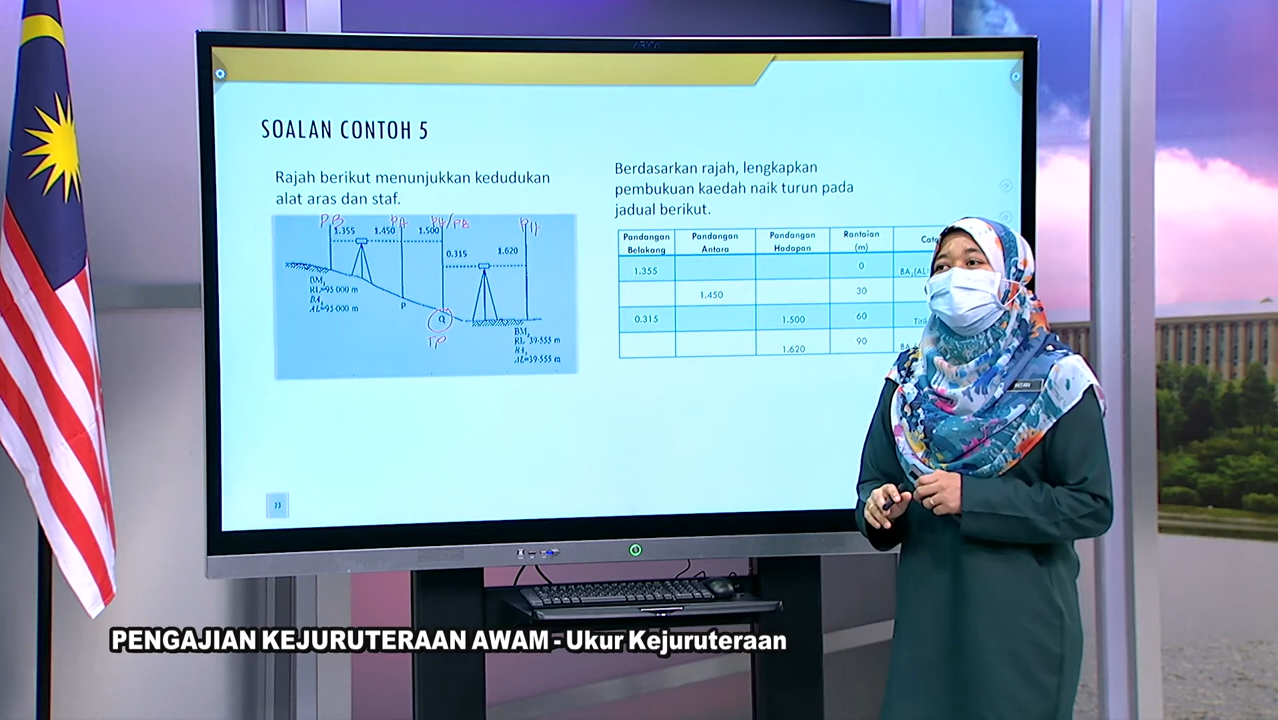 SOALAN CONTOH 5
Rajah berikut menunjukkan kedudukan
alat aras dan staf.
PB PA PH/PB PH
1.355 1.450 1.500
0.315 1.620
BM₁
RL=95·000 m
BA₁
AL=95·000 m
P
Q
TP
BM₂
RL=39·555 m
BA₂
AL=39·555 m
Berdasarkan rajah, lengkapkan
pembukuan kaedah naik turun pada
jadual berikut.
Pandangan Belakang Pandangan Antara Pandangan Hadapan Rantaian (m)
1.355 0
1.450 30
0.315 1.500 60
1.620 90
23
PENGAJIAN KEJURUTERAAN AWAM - Ukur Kejuruteraan